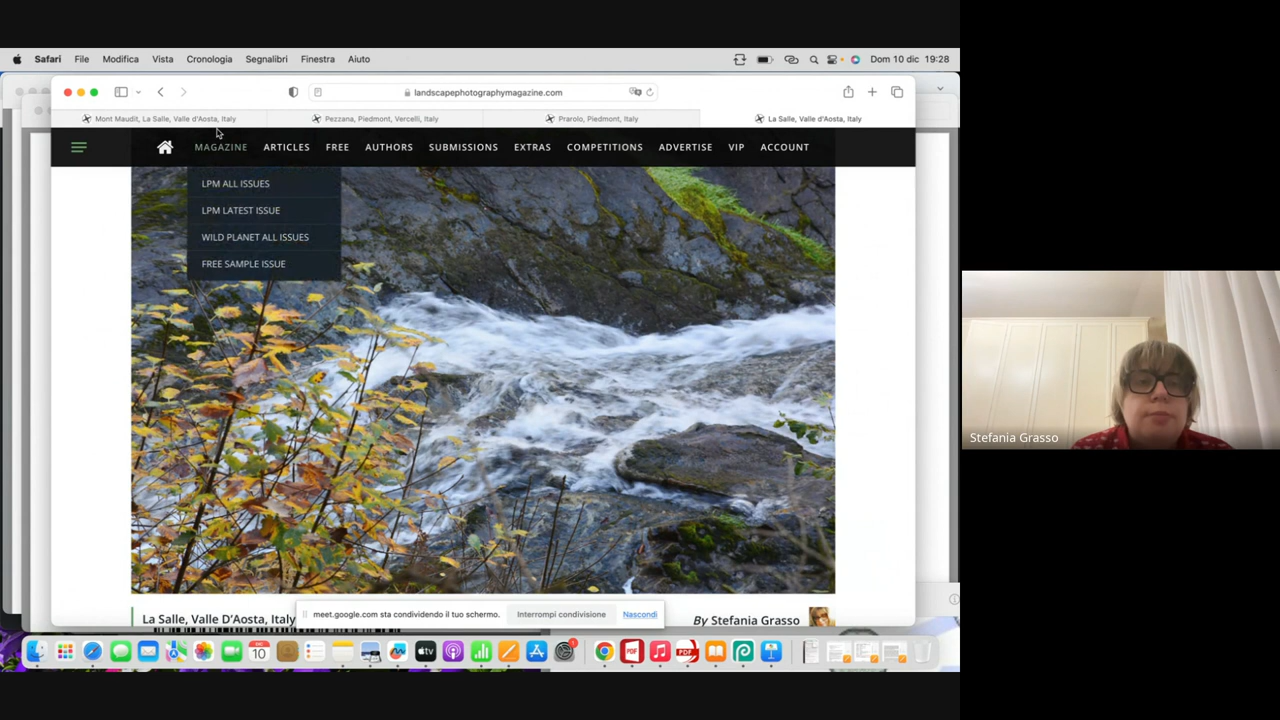 Safari File Modifica Vista Cronologia Segnalibri Finestra Aiuto Dom 10 dic 19:28
landscapephotographymagazine.com
Mont Maudit, La Salle, Valle d'Aosta, Italy Pezzana, Piedmont, Vercelli, Italy Prarolo, Piedmont, Italy La Salle, Valle d'Aosta, Italy
MAGAZINE ARTICLES FREE AUTHORS SUBMISSIONS EXTRAS COMPETITIONS ADVERTISE VIP ACCOUNT
LPM ALL ISSUES
LPM LATEST ISSUE
WILD PLANET ALL ISSUES
FREE SAMPLE ISSUE
Stefania Grasso
meet.google.com sta condividendo il tuo schermo. Interrompi condivisione Nascondi
La Salle, Valle D'Aosta, Italy By Stefania Grasso
10
tv
PDF
PDF